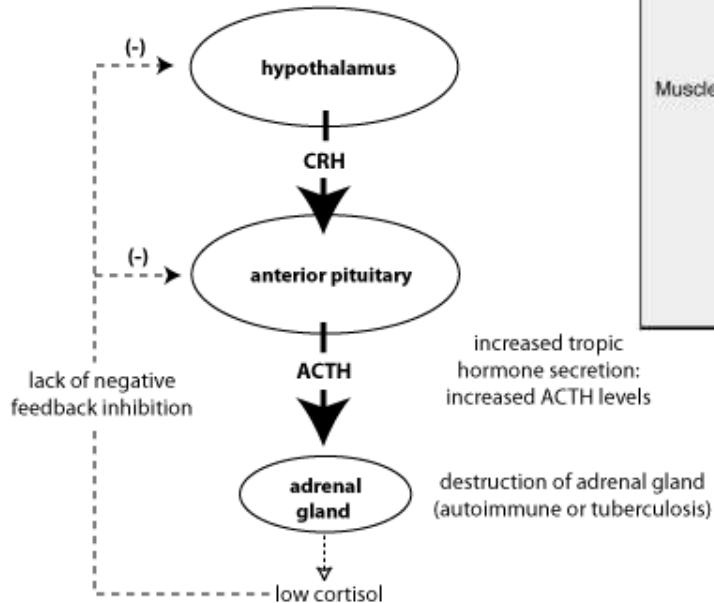 (-)
hypothalamus
Muscle
CRH
(-)
anterior pituitary
increased tropic
hormone secretion:
increased ACTH levels
ACTH
lack of negative
feedback inhibition
adrenal
gland
destruction of adrenal gland
(autoimmune or tuberculosis)
low cortisol